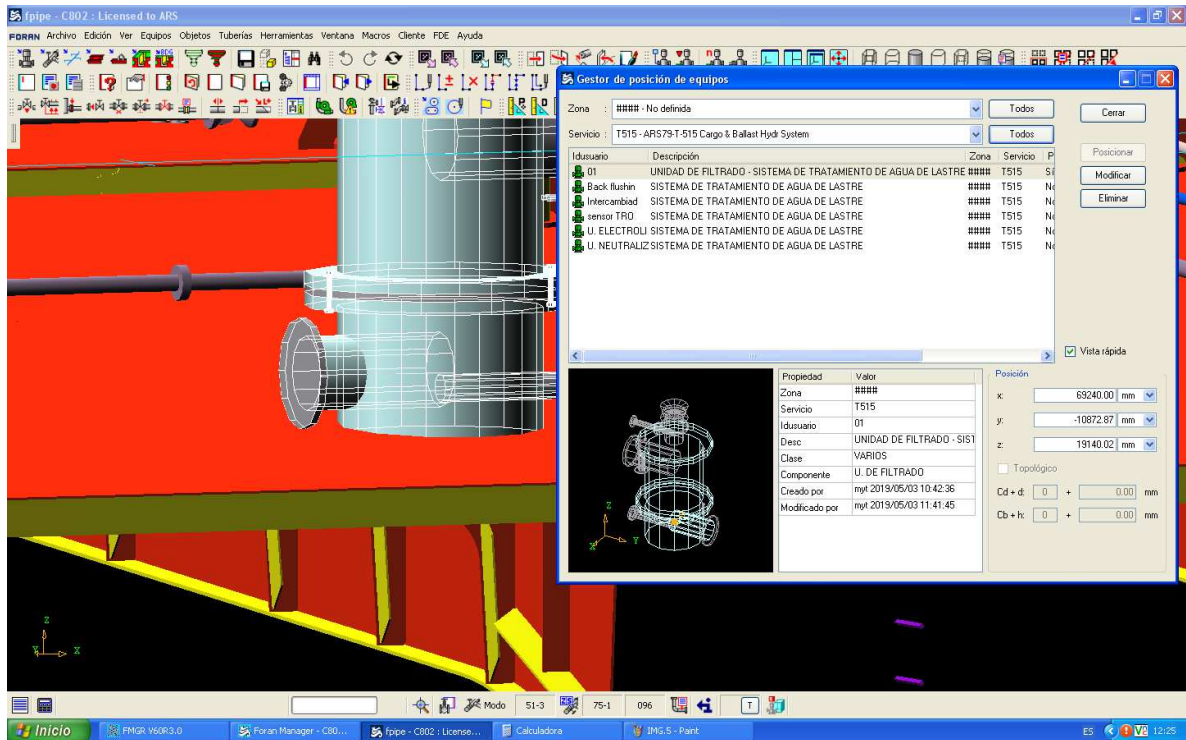 fpipe - C802 : Licensed to ARS
FORAN Archivo Edición Ver Equipos Objetos Tuberías Herramientas Ventana Macros Cliente FDE Ayuda
Gestor de posición de equipos
Zona : #### - No definida Todos Cerrar
Servicio : T515 - ARS79-T-515 Cargo & Ballast Hydr System Todos
Posicionar
Modificar
Eliminar
Idusuario Descripción Zona Servicio P
01 UNIDAD DE FILTRADO - SISTEMA DE TRATAMIENTO DE AGUA DE LASTRE #### T515 Sí
Back flushin SISTEMA DE TRATAMIENTO DE AGUA DE LASTRE #### T515 No
Intercambiad SISTEMA DE TRATAMIENTO DE AGUA DE LASTRE #### T515 No
sensor TRO SISTEMA DE TRATAMIENTO DE AGUA DE LASTRE #### T515 No
U. ELECTROLI SISTEMA DE TRATAMIENTO DE AGUA DE LASTRE #### T515 No
U. NEUTRALIZ SISTEMA DE TRATAMIENTO DE AGUA DE LASTRE #### T515 No
Vista rápida
Propiedad Valor
Zona ####
Servicio T515
Idusuario 01
Desc UNIDAD DE FILTRADO - SIST
Clase VARIOS
Componente U. DE FILTRADO
Creado por myt 2019/05/03 10:42:36
Modificado por myt 2019/05/03 11:41:45
Posición
x: 69240.00 mm
y: -10872.87 mm
z: 19140.02 mm
Topológico
Cd + d: 0 + 0.00 mm
Cb + h: 0 + 0.00 mm
Z
X Y
Z
Y X
Modo 51-3 75-1 096 T
Inicio FMGR V60R3.0 Foran Manager - C80... fpipe - C802 : License... Calculadora IMG.5 - Paint ES 12:25